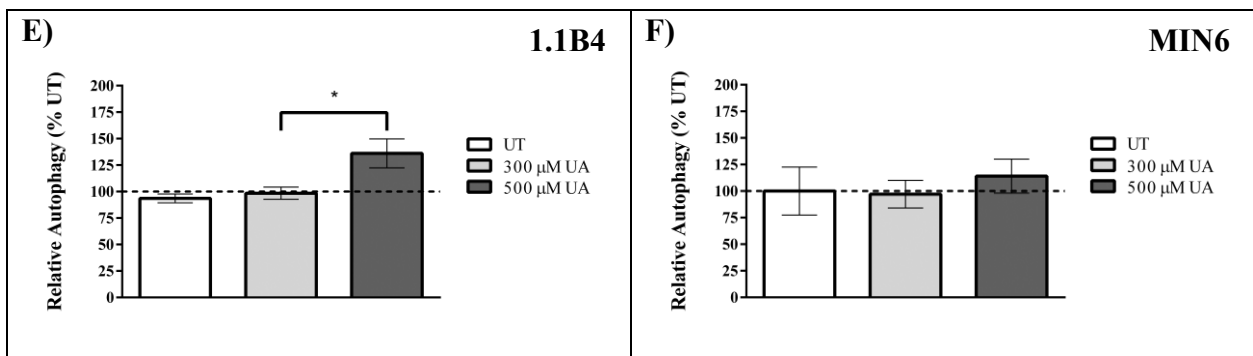 E)
1.1B4
Relative Autophagy (% UT)
200
175
150
125
100
75
50
25
0
*
UT
300 μM UA
500 μM UA
F)
MIN6
Relative Autophagy (% UT)
200
175
150
125
100
75
50
25
0
UT
300 μM UA
500 μM UA